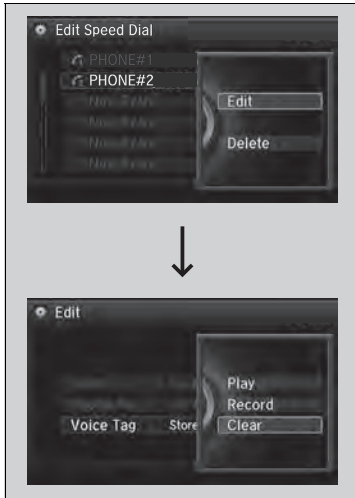 Edit Speed Dial
PHONE#1
PHONE#2
Edit
Delete
Edit
Voice Tag
Store
Play
Record
Clear